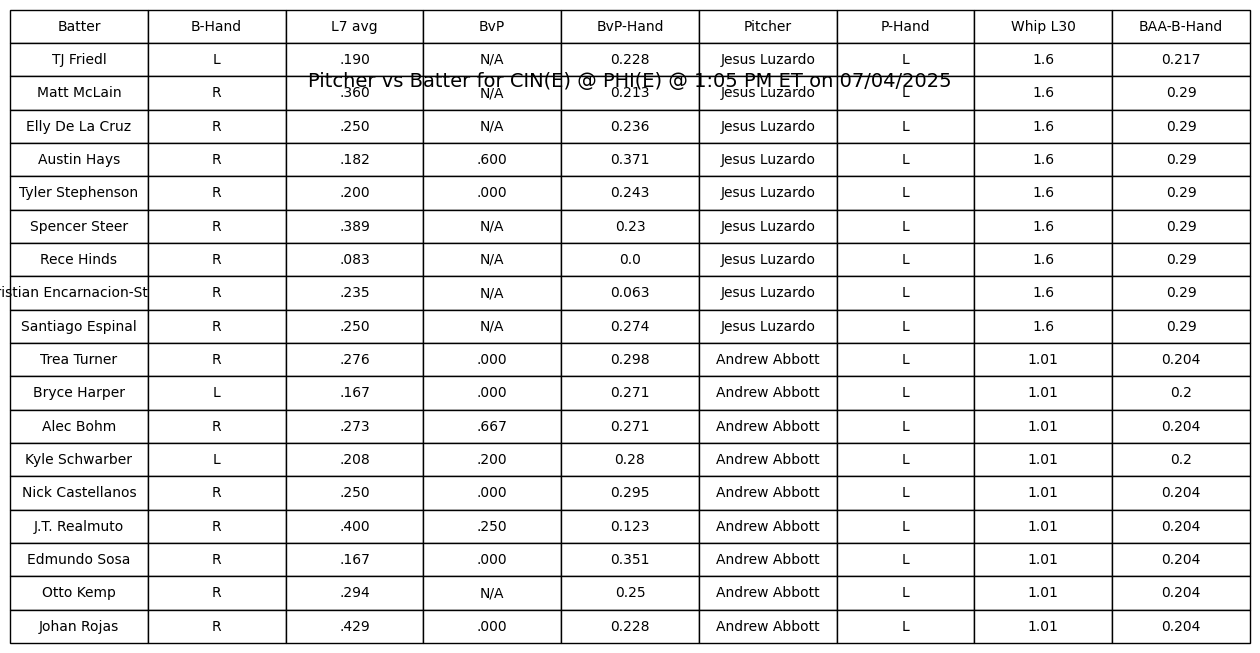 Batter B-Hand L7 avg BvP BvP-Hand Pitcher P-Hand Whip L30 BAA-B-Hand
TJ Friedl L .190 N/A 0.228 Jesus Luzardo L 1.6 0.217
Pitcher vs Batter for CIN(E) @ PHI(E) @ 1:05 PM ET on 07/04/2025
Matt McLain R .360 N/A 0.213 Jesus Luzardo L 1.6 0.29
Elly De La Cruz R .250 N/A 0.236 Jesus Luzardo L 1.6 0.29
Austin Hays R .182 .600 0.371 Jesus Luzardo L 1.6 0.29
Tyler Stephenson R .200 .000 0.243 Jesus Luzardo L 1.6 0.29
Spencer Steer R .389 N/A 0.23 Jesus Luzardo L 1.6 0.29
Rece Hinds R .083 N/A 0.0 Jesus Luzardo L 1.6 0.29
istian Encarnacion-St R .235 N/A 0.063 Jesus Luzardo L 1.6 0.29
Santiago Espinal R .250 N/A 0.274 Jesus Luzardo L 1.6 0.29
Trea Turner R .276 .000 0.298 Andrew Abbott L 1.01 0.204
Bryce Harper L .167 .000 0.271 Andrew Abbott L 1.01 0.2
Alec Bohm R .273 .667 0.271 Andrew Abbott L 1.01 0.204
Kyle Schwarber L .208 .200 0.28 Andrew Abbott L 1.01 0.2
Nick Castellanos R .250 .000 0.295 Andrew Abbott L 1.01 0.204
J.T. Realmuto R .400 .250 0.123 Andrew Abbott L 1.01 0.204
Edmundo Sosa R .167 .000 0.351 Andrew Abbott L 1.01 0.204
Otto Kemp R .294 N/A 0.25 Andrew Abbott L 1.01 0.204
Johan Rojas R .429 .000 0.228 Andrew Abbott L 1.01 0.204